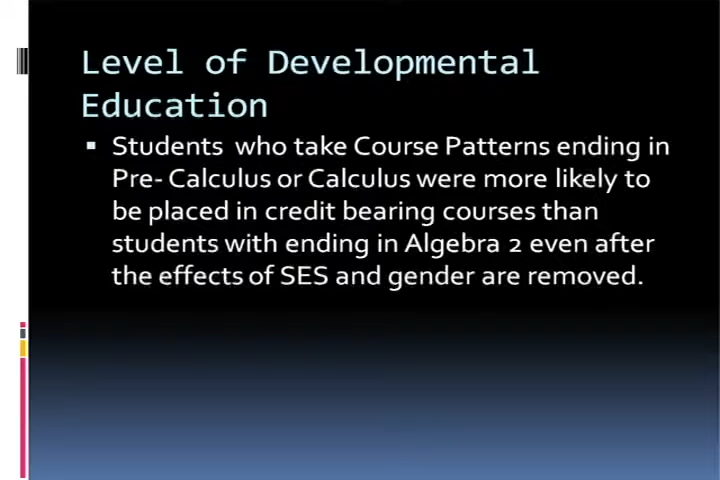 Level of Developmental
Education
▪ Students who take Course Patterns ending in
Pre- Calculus or Calculus were more likely to
be placed in credit bearing courses than
students with ending in Algebra 2 even after
the effects of SES and gender are removed.